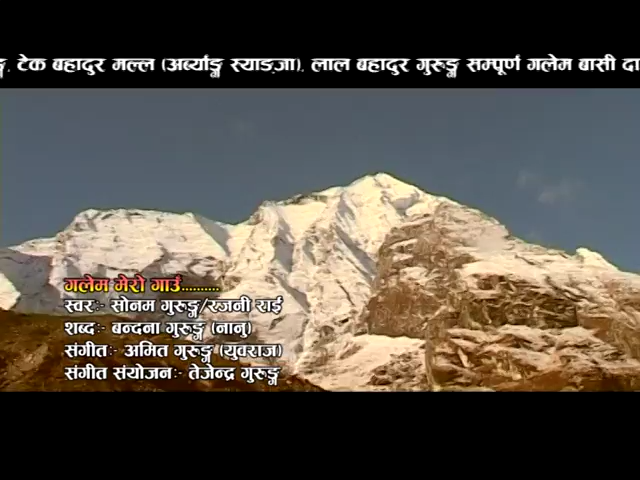 ङ्ग, टेक बहादुर मल्ल (अर्ब्याङ्ग स्याङ्जा), लाल बहादुर गुरुङ्ग सम्पूर्ण गलेम बासी दा
गलेम मेरो गाउँ..........
स्वरः- सोनम गुरुङ्ग/रजनी राई
शब्दः- बन्दना गुरुङ्ग (नानु)
संगीतः- अमित गुरुङ्ग (युवराज)
संगीत संयोजनः- तेजेन्द्र गुरुङ्ग